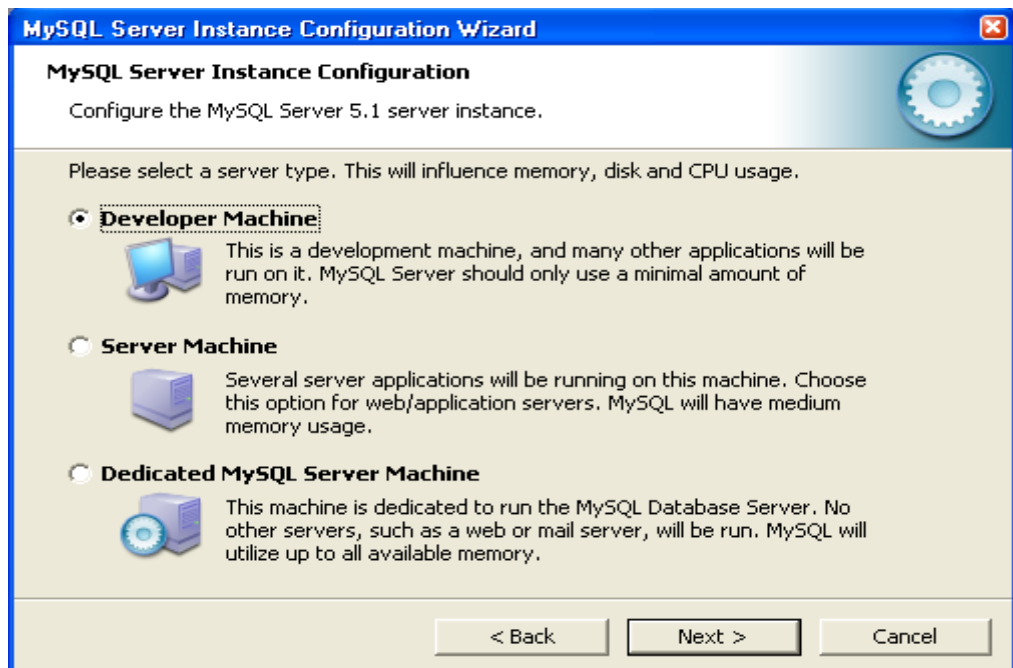 MySQL Server Instance Configuration Wizard
MySQL Server Instance Configuration
Configure the MySQL Server 5.1 server instance.
Please select a server type. This will influence memory, disk and CPU usage.
Developer Machine
This is a development machine, and many other applications will be
run on it. MySQL Server should only use a minimal amount of
memory.
Server Machine
Several server applications will be running on this machine. Choose
this option for web/application servers. MySQL will have medium
memory usage.
Dedicated MySQL Server Machine
This machine is dedicated to run the MySQL Database Server. No
other servers, such as a web or mail server, will be run. MySQL will
utilize up to all available memory.
< Back
Next >
Cancel